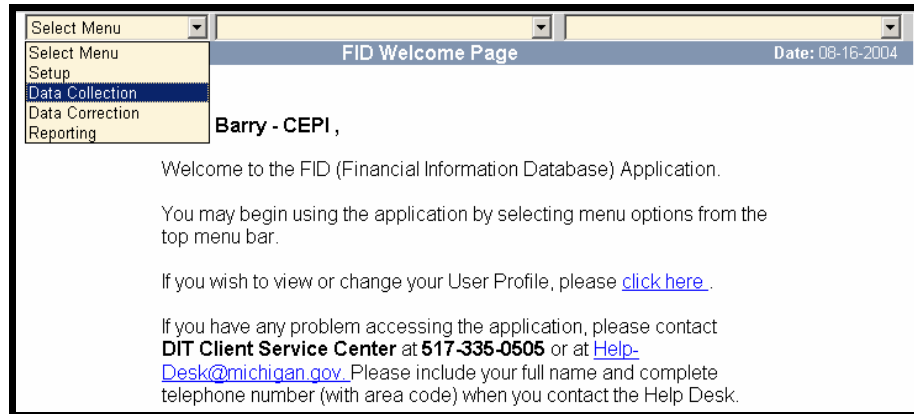 Select Menu
FID Welcome Page Date: 08-16-2004
Select Menu
Setup
Data Collection
Data Correction
Reporting
Barry - CEPI ,
Welcome to the FID (Financial Information Database) Application.
You may begin using the application by selecting menu options from the
top menu bar.
If you wish to view or change your User Profile, please click here .
If you have any problem accessing the application, please contact
DIT Client Service Center at 517-335-0505 or at Help-
Desk@michigan.gov. Please include your full name and complete
telephone number (with area code) when you contact the Help Desk.